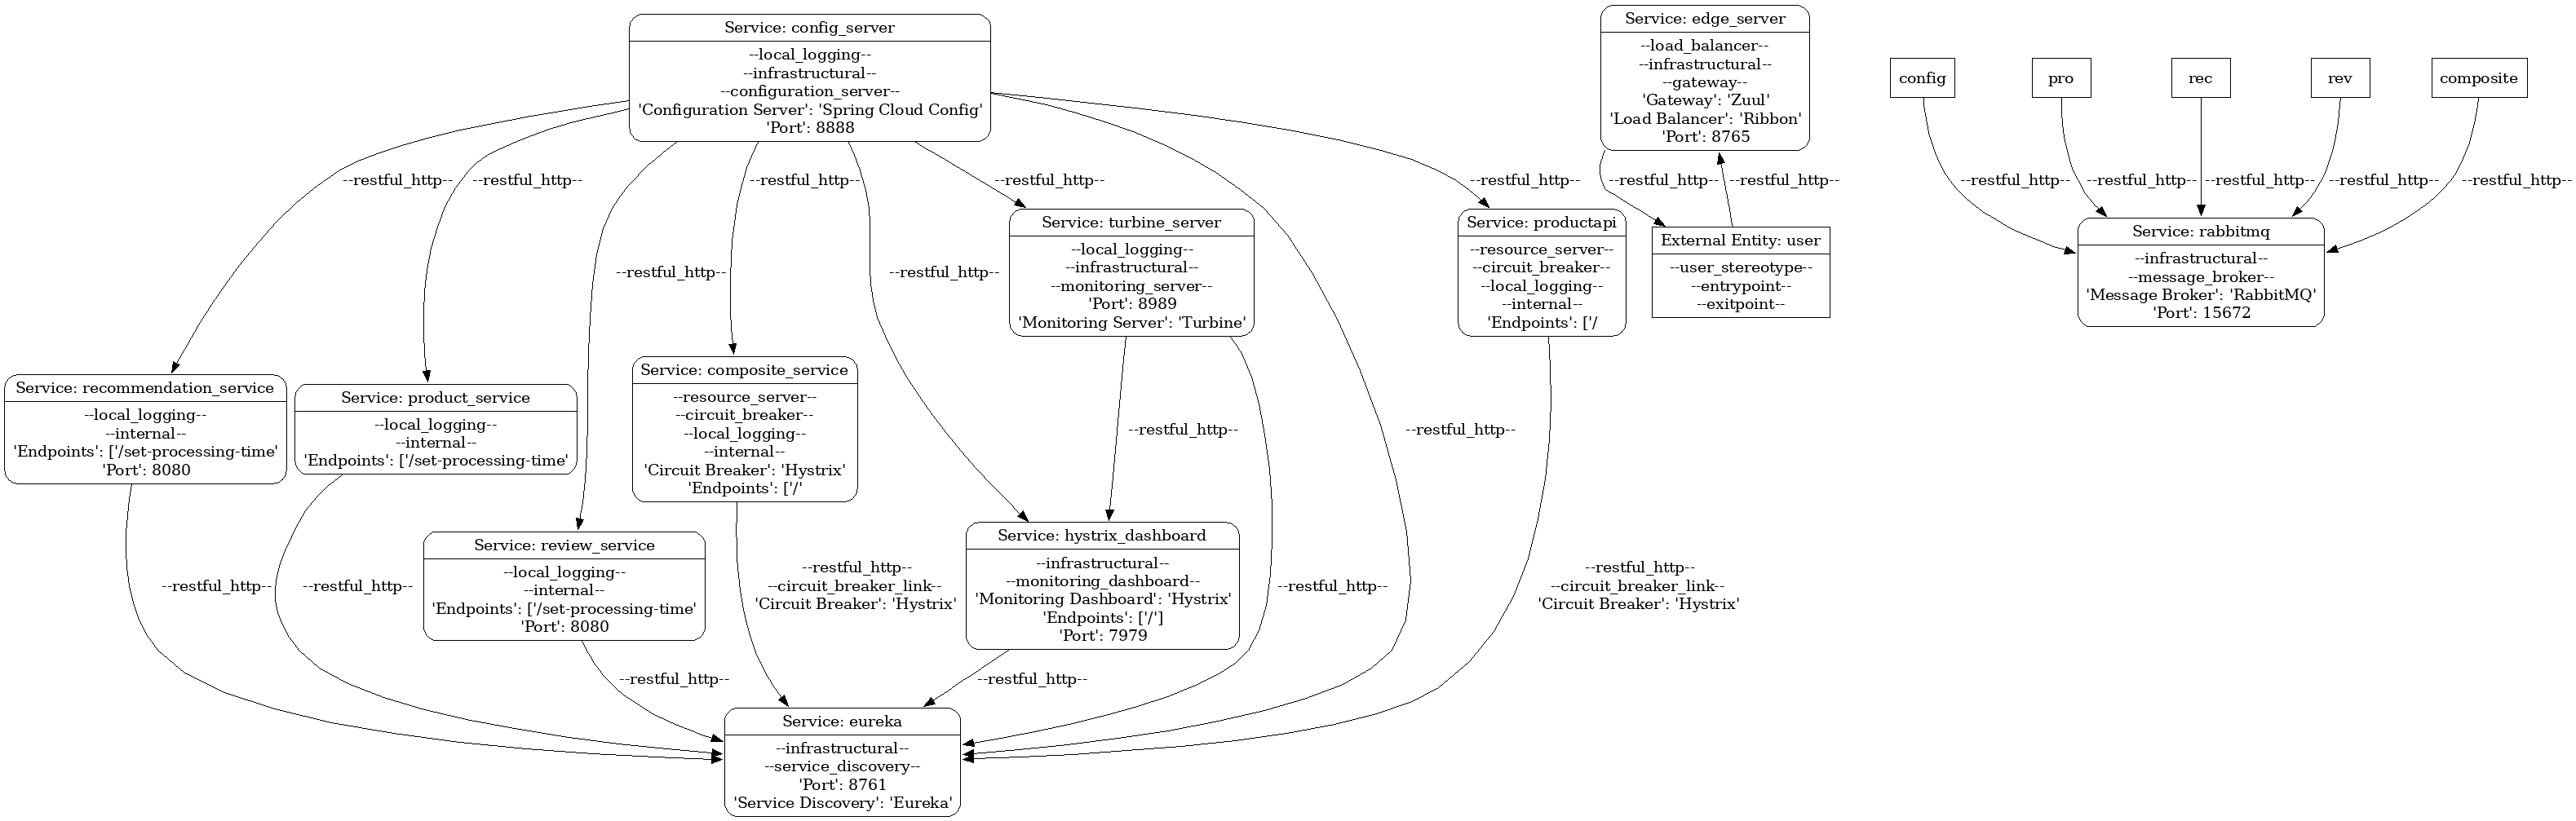 Service: config_server
--local_logging--
--infrastructural--
--configuration_server--
'Configuration Server': 'Spring Cloud Config'
'Port': 8888
Service: edge_server
--load_balancer--
--infrastructural--
--gateway--
'Gateway': 'Zuul'
'Load Balancer': 'Ribbon'
'Port': 8765
config
pro
rec
rev
composite
--restful_http--
--restful_http--
--restful_http--
--restful_http--
--restful_http--
--restful_http--
--restful_http--
--restful_http--
--restful_http--
--restful_http--
--restful_http--
--restful_http--
Service: turbine_server
--local_logging--
--infrastructural--
--monitoring_server--
'Port': 8989
'Monitoring Server': 'Turbine'
Service: productapi
--resource_server--
--circuit_breaker--
--local_logging--
--internal--
'Endpoints': ['/
External Entity: user
--user_stereotype--
--entrypoint--
--exitpoint--
Service: rabbitmq
--infrastructural--
--message_broker--
'Message Broker': 'RabbitMQ'
'Port': 15672
--restful_http--
--restful_http--
Service: recommendation_service
--local_logging--
--internal--
'Endpoints': ['/set-processing-time'
'Port': 8080
Service: product_service
--local_logging--
--internal--
'Endpoints': ['/set-processing-time'
Service: composite_service
--resource_server--
--circuit_breaker--
--local_logging--
--internal--
'Circuit Breaker': 'Hystrix'
'Endpoints': ['/'
--restful_http--
--restful_http--
Service: review_service
--local_logging--
--internal--
'Endpoints': ['/set-processing-time'
'Port': 8080
Service: hystrix_dashboard
--infrastructural--
--monitoring_dashboard--
'Monitoring Dashboard': 'Hystrix'
'Endpoints': ['/']
'Port': 7979
--restful_http--
--restful_http--
--restful_http--
--circuit_breaker_link--
'Circuit Breaker': 'Hystrix'
--restful_http--
--restful_http--
--circuit_breaker_link--
'Circuit Breaker': 'Hystrix'
--restful_http--
--restful_http--
Service: eureka
--infrastructural--
--service_discovery--
'Port': 8761
'Service Discovery': 'Eureka'